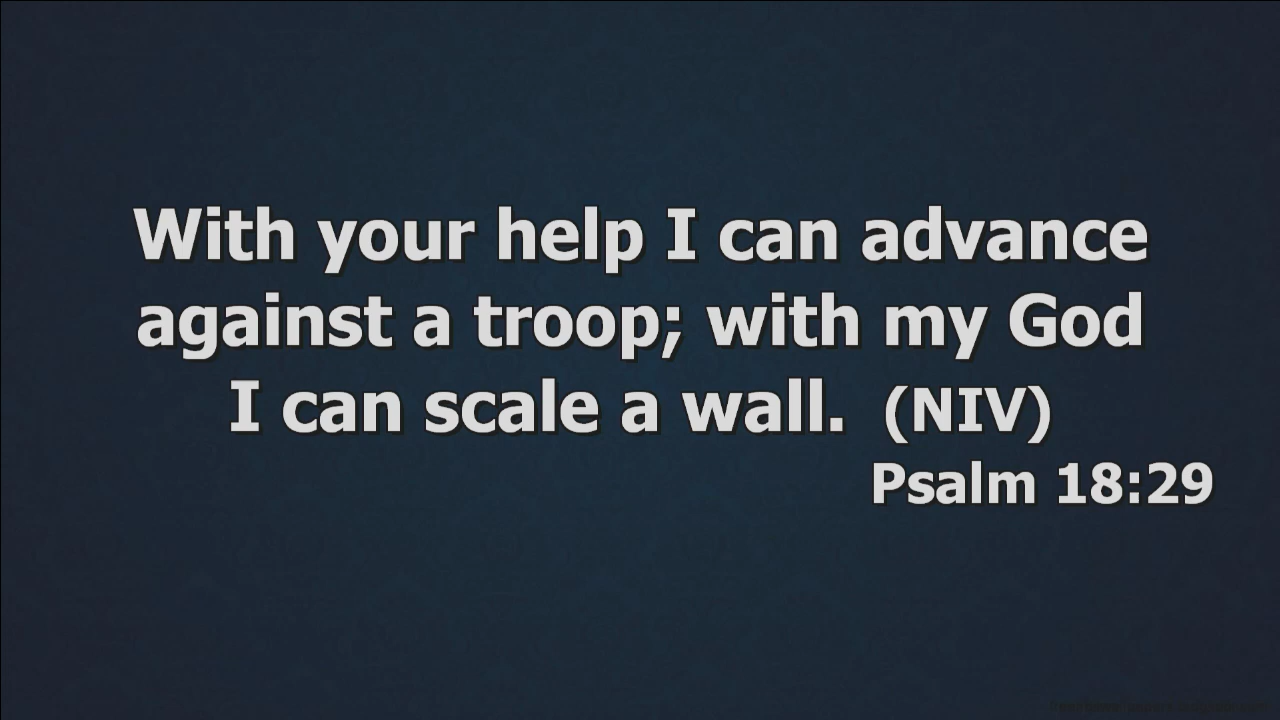 With your help I can advance
against a troop; with my God
I can scale a wall. (NIV)
Psalm 18:29